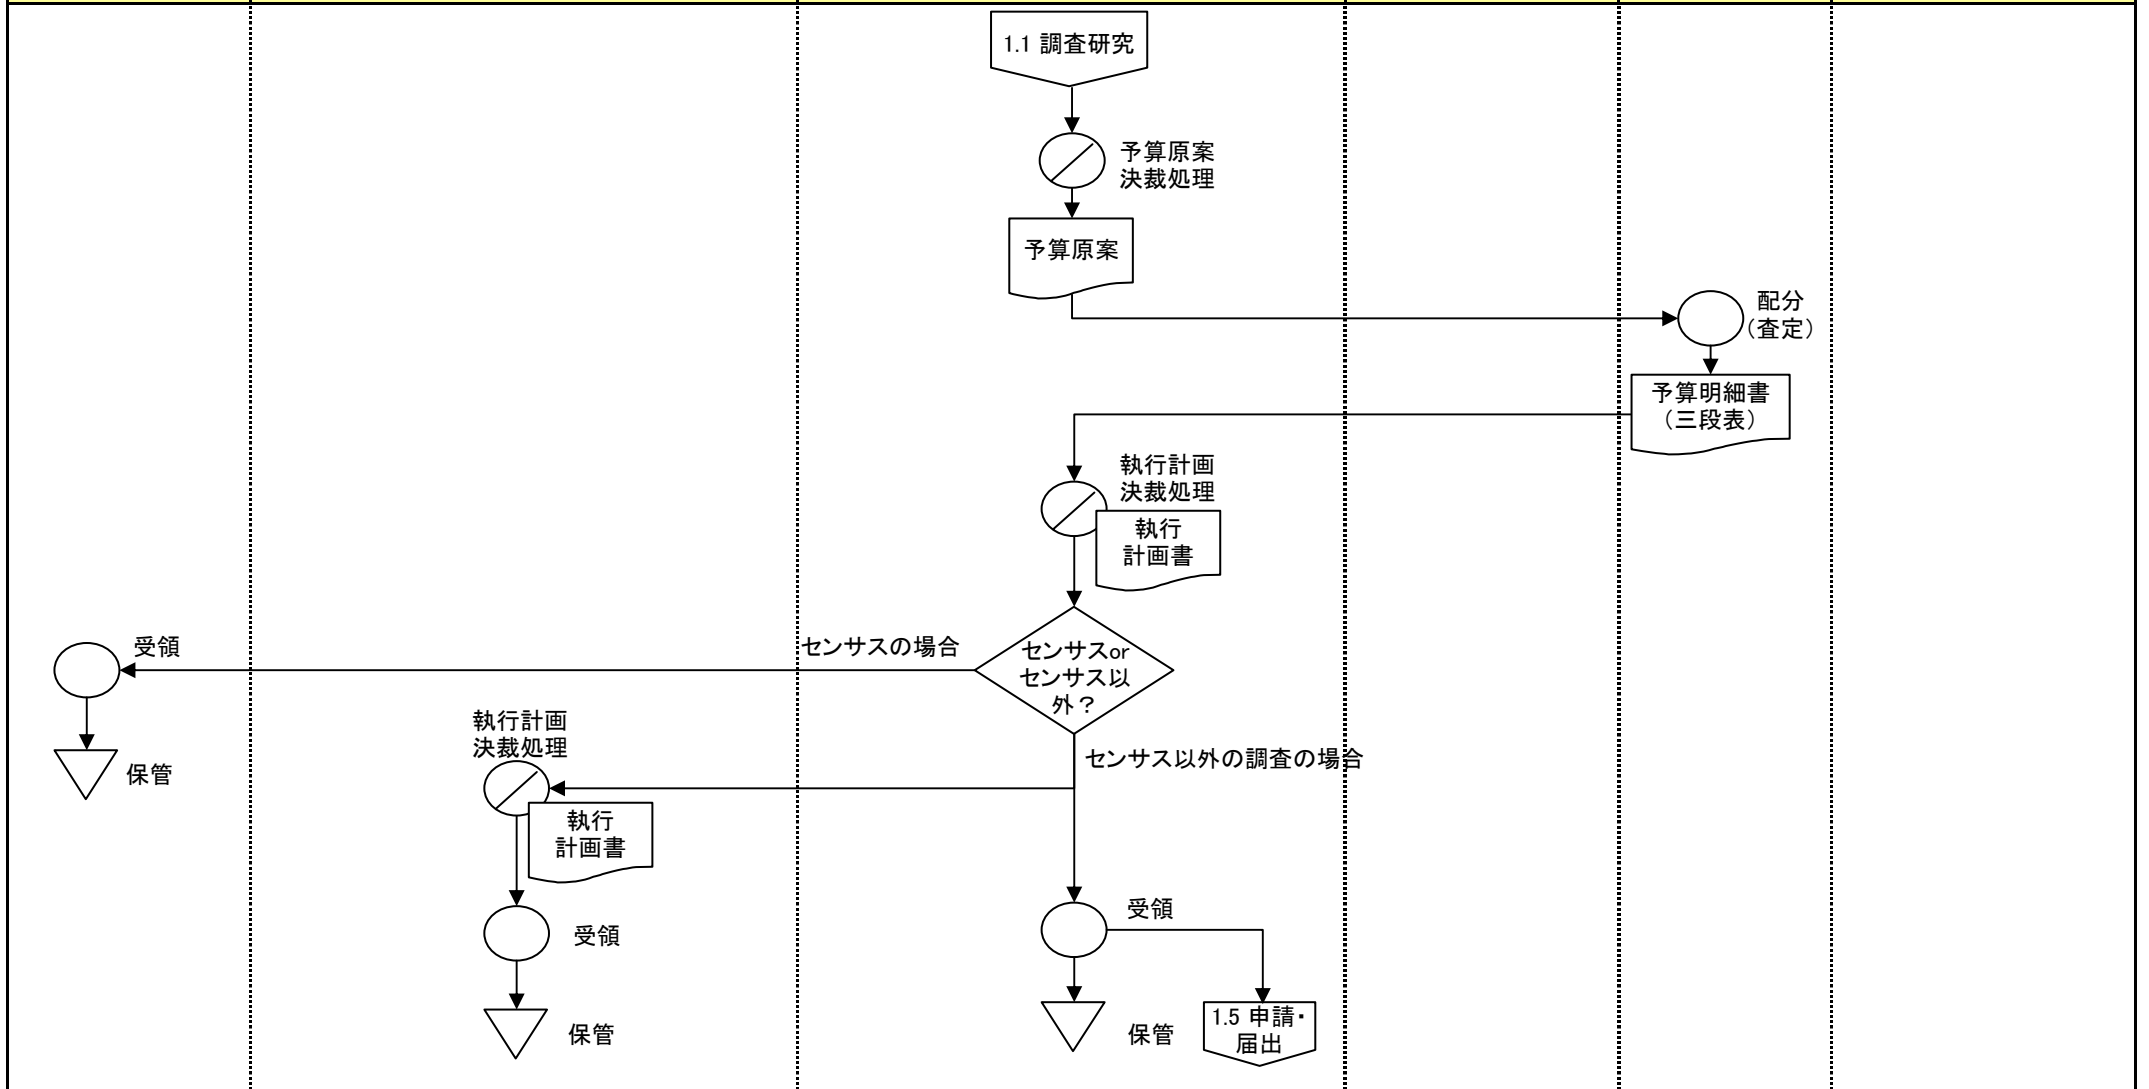 1.1 調査研究
予算原案
決裁処理
予算原案
配分
（査定）
予算明細書
（三段表）
執行計画
決裁処理
執行
計画書
受領
センサスの場合
センサスor
センサス以
外？
保管
執行計画
決裁処理
センサス以外の調査の場合
執行
計画書
受領
受領
保管
保管
1.5 申請・
届出